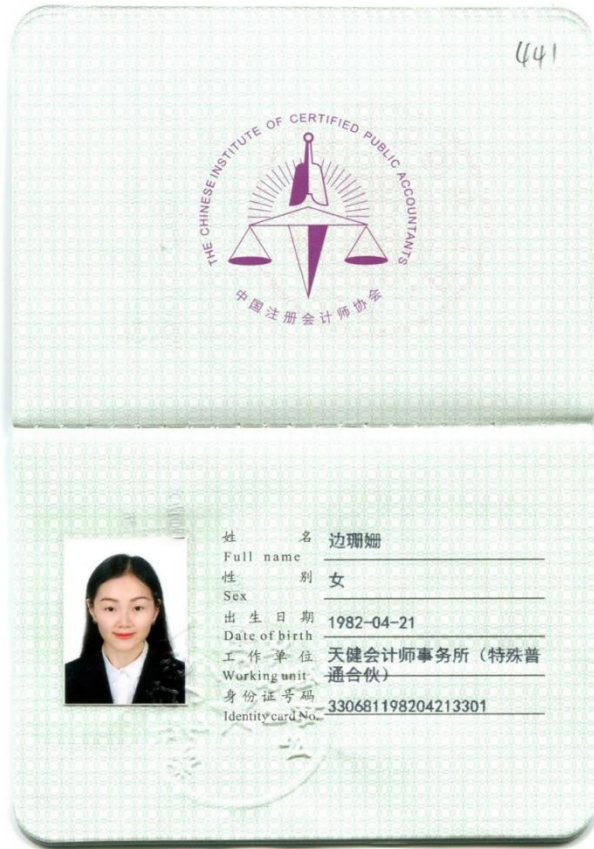 441
THE CHINESE INSTITUTE OF CERTIFIED PUBLIC ACCOUNTANTS
中国注册会计师协会
姓 名 边珊姗
Full name
性 别 女
Sex
出生日期 1982-04-21
Date of birth
工作单位 天健会计师事务所（特殊普
Working unit 通合伙）
身份证号码 330681198204213301
Identity card No.